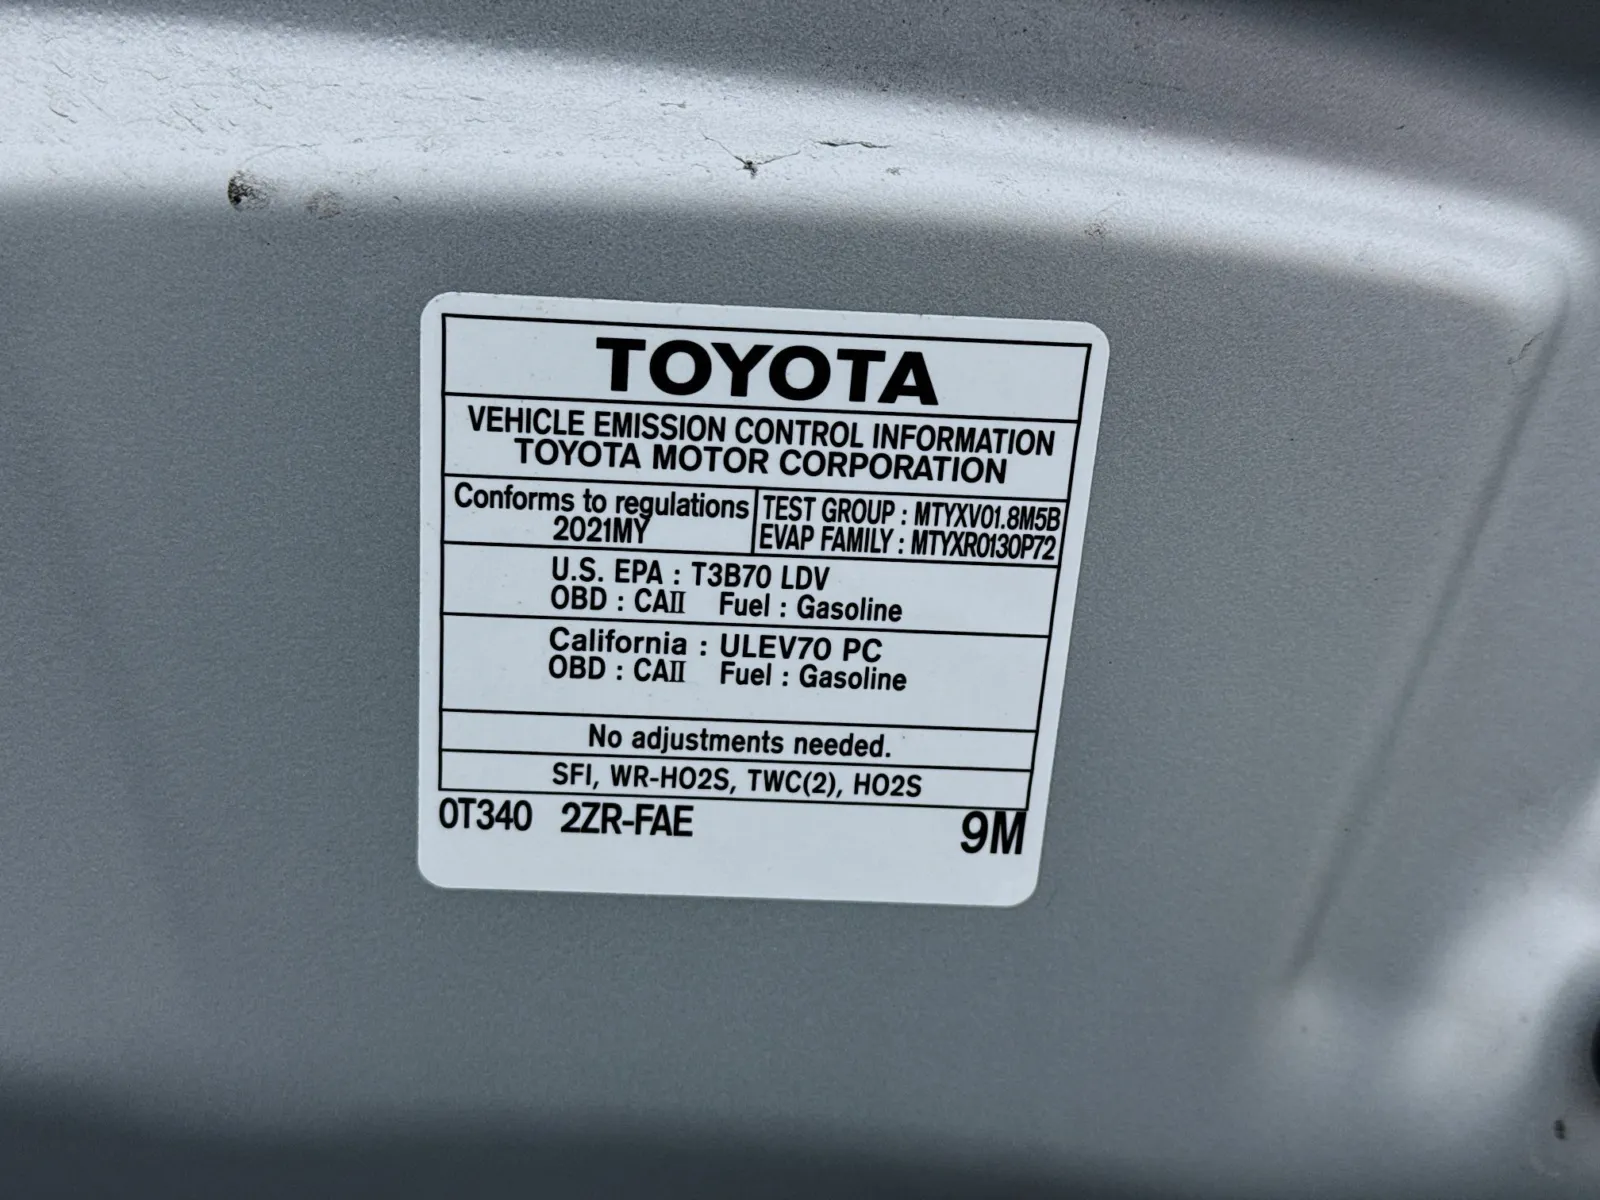 TOYOTA
VEHICLE EMISSION CONTROL INFORMATION
TOYOTA MOTOR CORPORATION
Conforms to regulations
2021MY
TEST GROUP : MTYXV01.8M5B
EVAP FAMILY : MTYXR0130P72
U.S. EPA : T3B70 LDV
OBD : CAII Fuel : Gasoline
California : ULEV70 PC
OBD : CAII Fuel : Gasoline
No adjustments needed.
SFI, WR-HO2S, TWC(2), HO2S
0T340 2ZR-FAE 9M